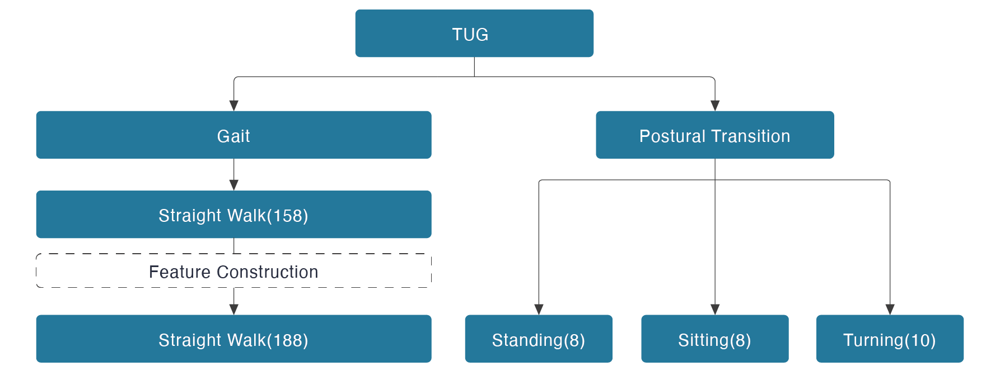 TUG
Gait
Postural Transition
Straight Walk(158)
Feature Construction
Straight Walk(188)
Standing(8)
Sitting(8)
Turning(10)